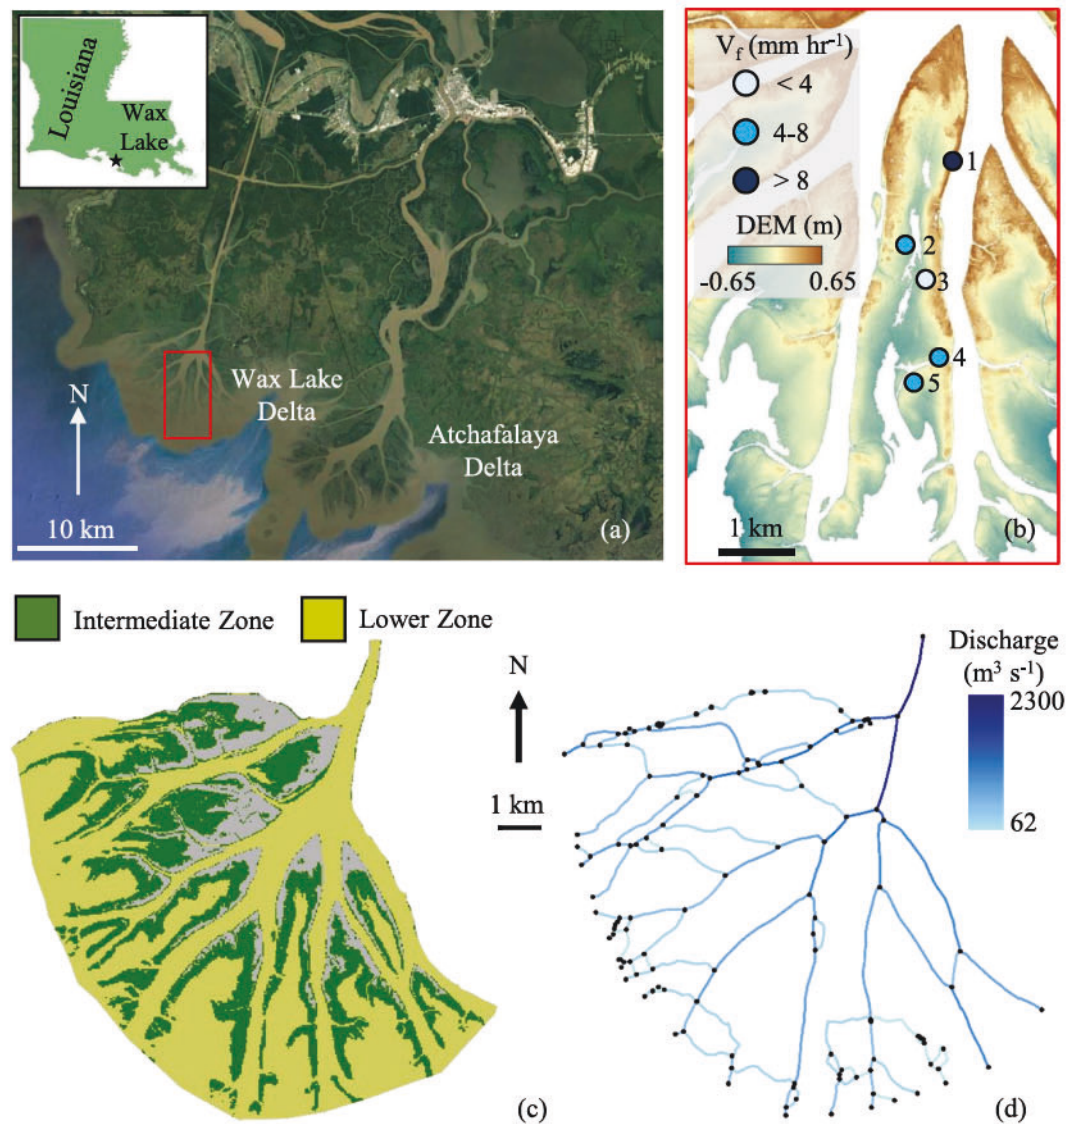 Louisiana
Wax
Lake
Wax Lake
Delta
Atchafalaya
Delta
N
10 km
(a)
V_f (mm hr⁻¹)
< 4
4-8
> 8
DEM (m)
-0.65 0.65
1
2
3
4
5
1 km
(b)
Intermediate Zone
Lower Zone
N
1 km
(c)
Discharge
(m³ s⁻¹)
2300
62
(d)